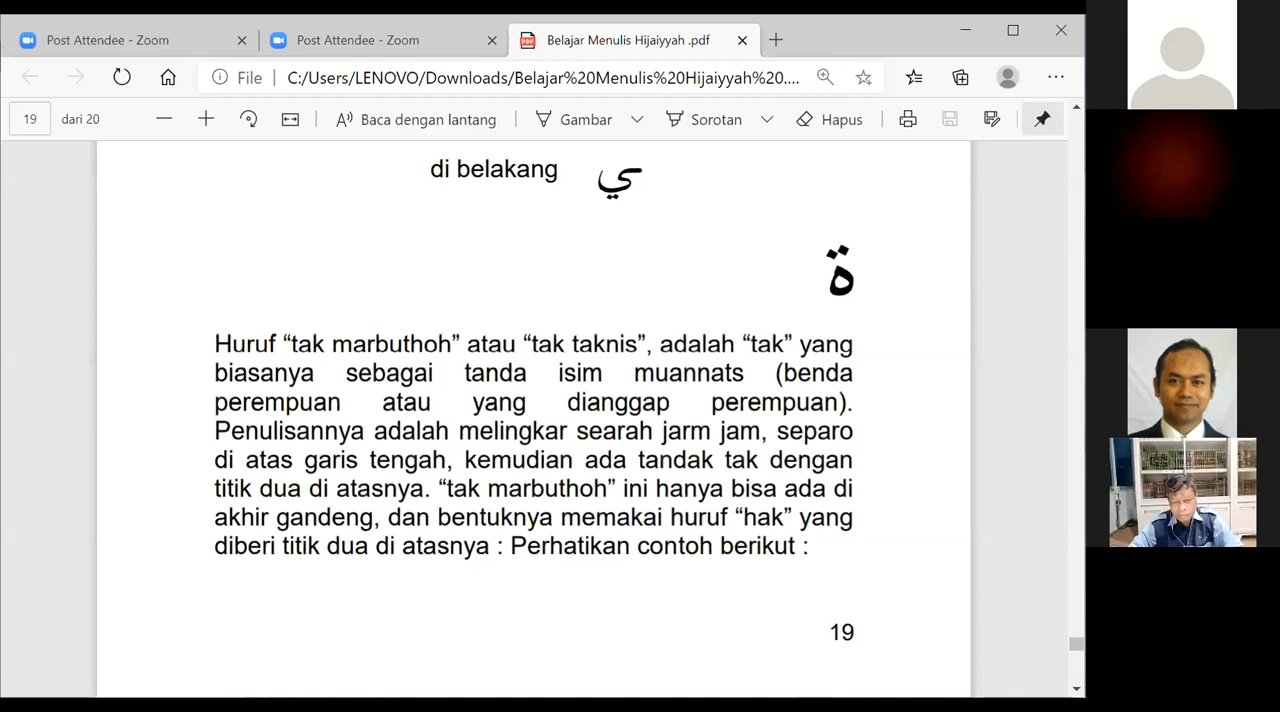 Post Attendee - Zoom
Post Attendee - Zoom
Belajar Menulis Hijaiyyah .pdf
File
C:/Users/LENOVO/Downloads/Belajar%20Menulis%20Hijaiyyah%20....
19 dari 20
Baca dengan lantang
Gambar
Sorotan
Hapus
di belakang ي
ة
Huruf “tak marbuthoh” atau “tak taknis”, adalah “tak” yang
biasanya sebagai tanda isim muannats (benda
perempuan atau yang dianggap perempuan).
Penulisannya adalah melingkar searah jarm jam, separo
di atas garis tengah, kemudian ada tandak tak dengan
titik dua di atasnya. “tak marbuthoh” ini hanya bisa ada di
akhir gandeng, dan bentuknya memakai huruf “hak” yang
diberi titik dua di atasnya : Perhatikan contoh berikut :
19